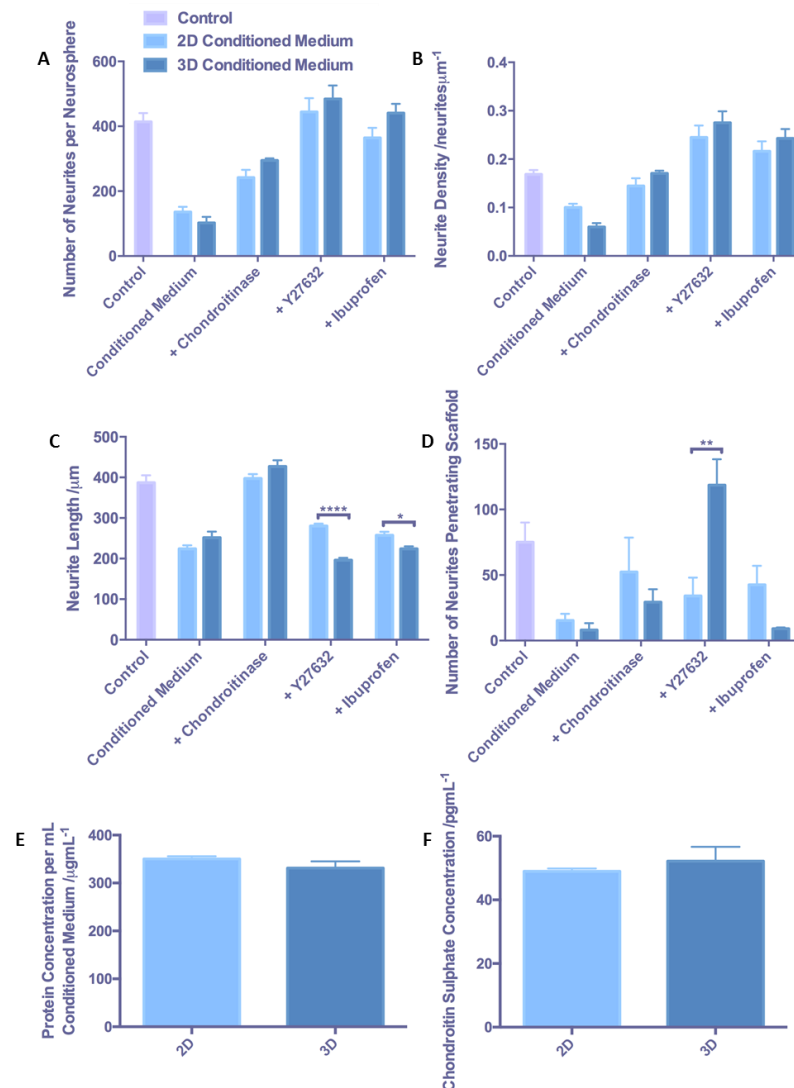 Control
2D Conditioned Medium
3D Conditioned Medium
A
Number of Neurites per Neurosphere
600
400
200
0
Control
Conditioned Medium
+ Chondroitinase
+ Y27632
+ Ibuprofen
B
Neurite Density /neuritesµm-1
0.4
0.3
0.2
0.1
0.0
Control
Conditioned Medium
+ Chondroitinase
+ Y27632
+ Ibuprofen
C
Neurite Length /µm
500
400
300
200
100
0
****
*
Control
Conditioned Medium
+ Chondroitinase
+ Y27632
+ Ibuprofen
D
Number of Neurites Penetrating Scaffold
150
100
50
0
**
Control
Conditioned Medium
+ Chondroitinase
+ Y27632
+ Ibuprofen
E
Protein Concentration per mL
Conditioned Medium /µgmL-1
400
300
200
100
0
2D
3D
F
Chondroitin Sulphate Concentration /pgmL-1
60
40
20
0
2D
3D